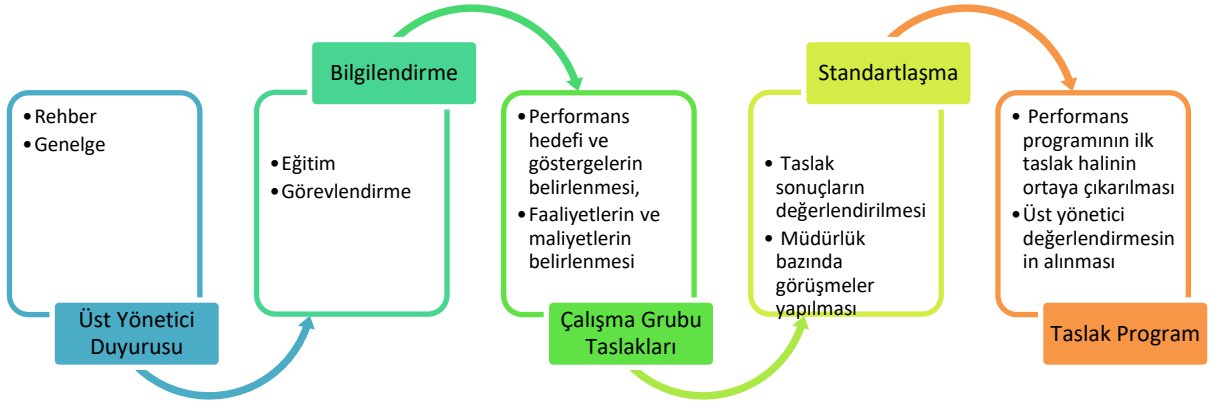 •Rehber
•Genelge
Üst Yönetici
Duyurusu
Bilgilendirme
•Eğitim
•Görevlendirme
•Performans
hedefi ve
göstergelerin
belirlenmesi,
•Faaliyetlerin ve
maliyetlerin
belirlenmesi
Çalışma Grubu
Taslakları
Standartlaşma
• Taslak
sonuçların
değerlendirilmesi
• Müdürlük
bazında
görüşmeler
yapılması
• Performans
programının ilk
taslak halinin
ortaya çıkarılması
•Üst yönetici
değerlendirmesin
in alınması
Taslak Program